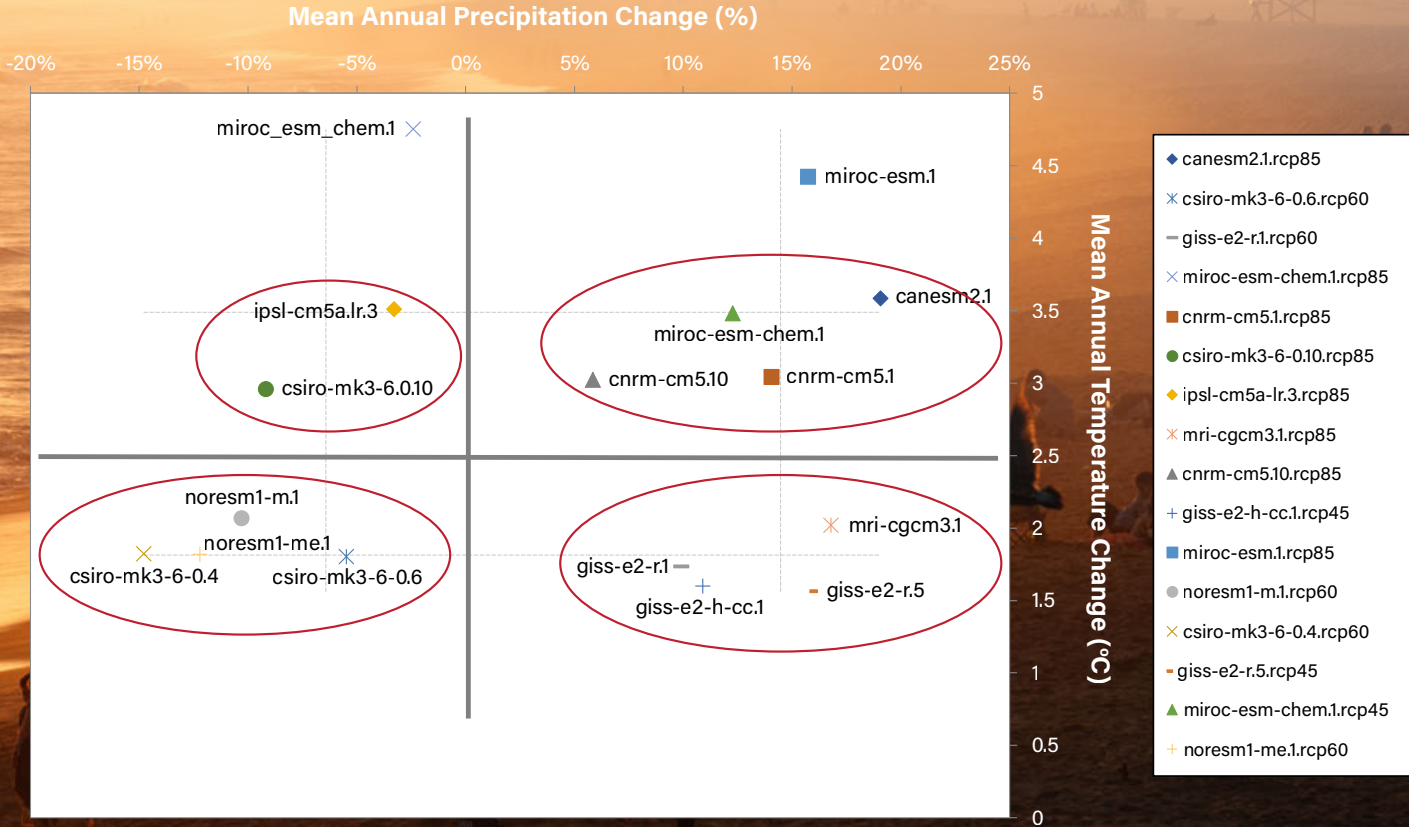 Mean Annual Precipitation Change (%)
-20% -15% -10% -5% 0% 5% 10% 15% 20% 25%
5
miroc_esm_chem.1
canesm2.1.rcp85
miroc-esm.1
4.5
csiro-mk3-6-0.6.rcp60
giss-e2-r.1.rcp60
4
miroc-esm-chem.1.rcp85
canesm2.1
ipsl-cm5a.lr.3
3.5
cnrm-cm5.1.rcp85
miroc-esm-chem.1
csiro-mk3-6-0.10.rcp85
cnrm-cm5.10
cnrm-cm5.1
csiro-mk3-6.0.10
3
ipsl-cm5a-lr.3.rcp85
mri-cgcm3.1.rcp85
Mean Annual Temperature Change (°C)
2.5
cnrm-cm5.10.rcp85
noresm1-m.1
giss-e2-h-cc.1.rcp45
mri-cgcm3.1
2
noresm1-me.1
miroc-esm.1.rcp85
giss-e2-r.1
csiro-mk3-6-0.4
csiro-mk3-6-0.6
giss-e2-r.5
noresm1-m.1.rcp60
1.5
giss-e2-h-cc.1
csiro-mk3-6-0.4.rcp60
1
giss-e2-r.5.rcp45
miroc-esm-chem.1.rcp45
0.5
noresm1-me.1.rcp60
0